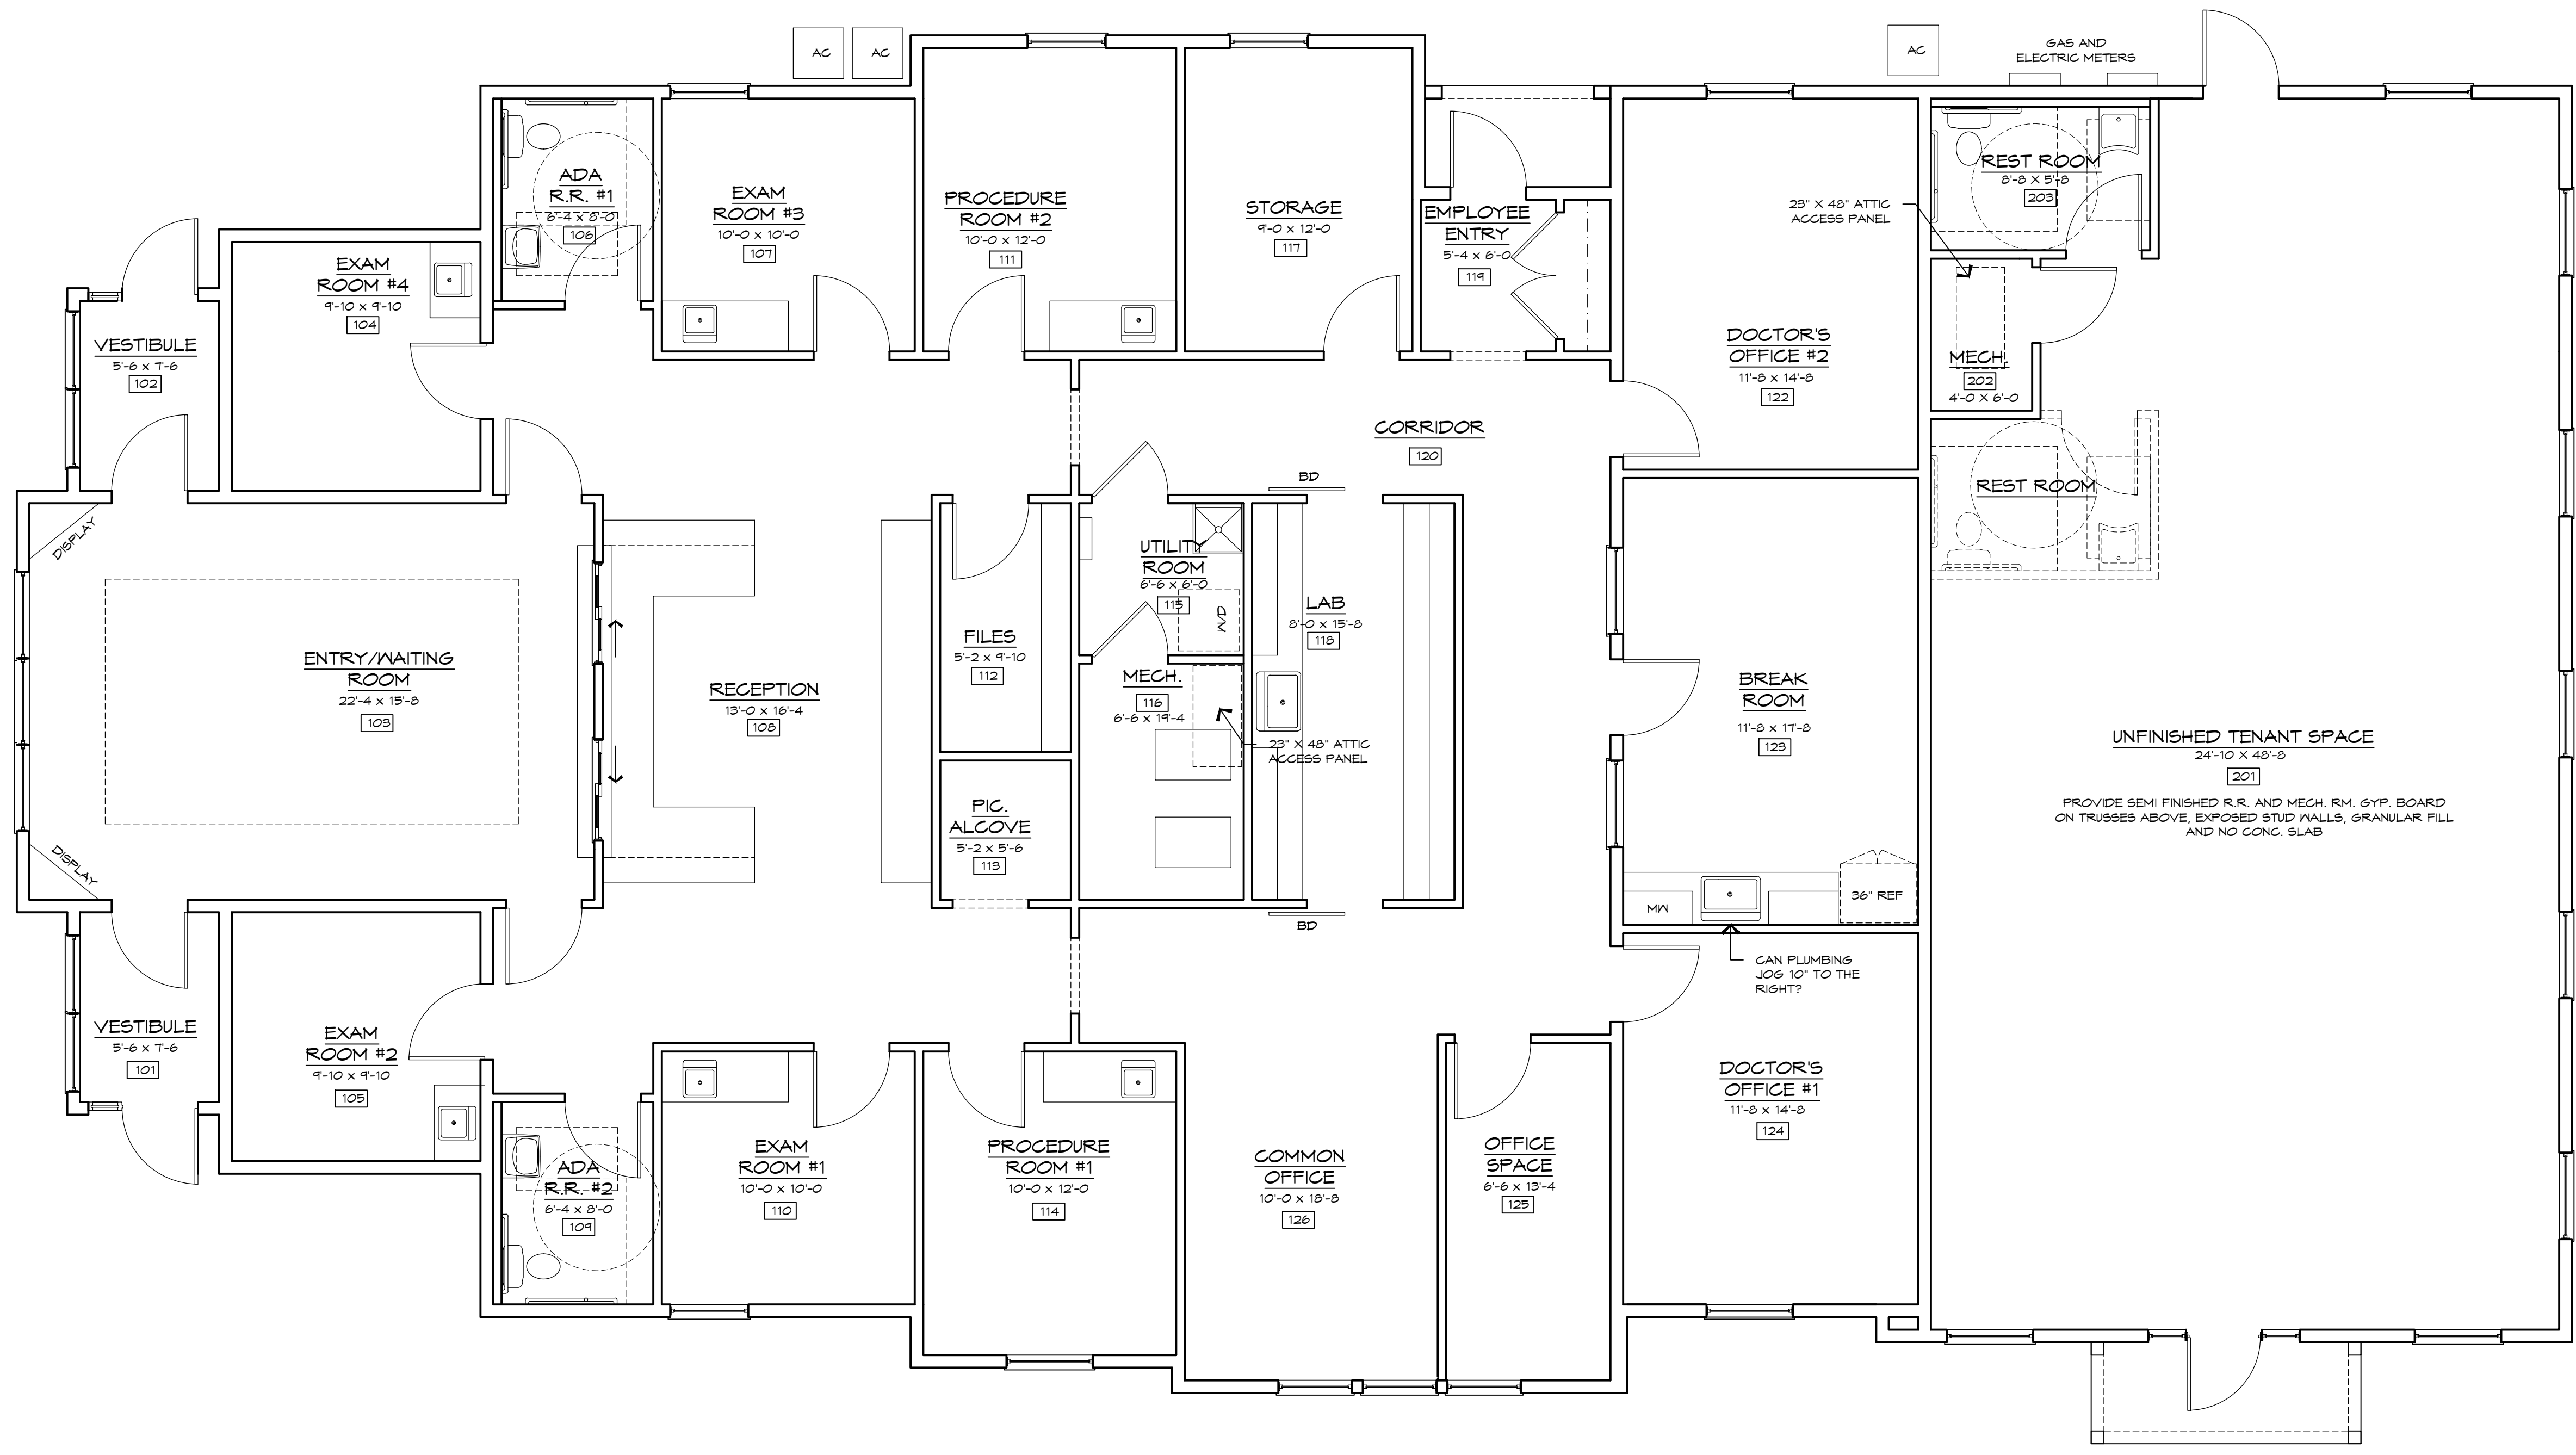 AC
AC
AC
GAS AND
ELECTRIC METERS
ADA
R.R. #1
6'-4 x 8'-0
106
EXAM
ROOM #3
10'-0 x 10'-0
107
PROCEDURE
ROOM #2
10'-0 x 12'-0
111
STORAGE
9'-0 x 12'-0
117
EMPLOYEE
ENTRY
5'-4 x 6'-0
119
23" X 48" ATTIC
ACCESS PANEL
REST ROOM
8'-8 X 5'-8
203
EXAM
ROOM #4
9'-10 x 9'-10
104
VESTIBULE
5'-6 x 7'-6
102
DOCTOR'S
OFFICE #2
11'-8 x 14'-8
122
MECH.
202
4'-0 X 6'-0
CORRIDOR
120
BD
REST ROOM
DISPLAY
UTILITY
ROOM
6'-6 x 6'-0
115
D/W
LAB
8'-0 x 15'-8
118
FILES
5'-2 x 9'-10
112
ENTRY/WAITING
ROOM
22'-4 x 15'-8
103
RECEPTION
13'-0 x 16'-4
108
MECH.
116
6'-6 x 19'-4
23" X 48" ATTIC
ACCESS PANEL
BREAK
ROOM
11'-8 x 17'-8
123
UNFINISHED TENANT SPACE
24'-10 X 48'-8
201
PROVIDE SEMI FINISHED R.R. AND MECH. RM. GYP. BOARD
ON TRUSSES ABOVE, EXPOSED STUD WALLS, GRANULAR FILL
AND NO CONC. SLAB
PIC.
ALCOVE
5'-2 x 5'-6
113
DISPLAY
MW
36" REF
BD
CAN PLUMBING
JOG 10" TO THE
RIGHT?
VESTIBULE
5'-6 x 7'-6
101
EXAM
ROOM #2
9'-10 x 9'-10
105
ADA
R.R. #2
6'-4 x 8'-0
109
EXAM
ROOM #1
10'-0 x 10'-0
110
PROCEDURE
ROOM #1
10'-0 x 12'-0
114
COMMON
OFFICE
10'-0 x 18'-8
126
OFFICE
SPACE
6'-6 x 13'-4
125
DOCTOR'S
OFFICE #1
11'-8 x 14'-8
124